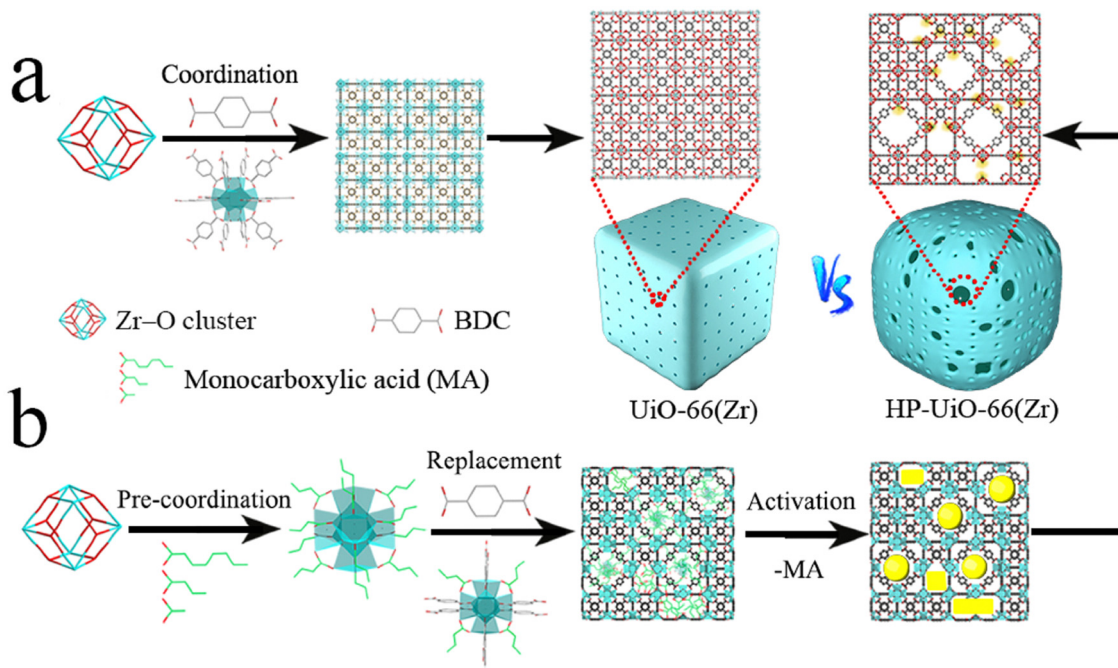 a
Coordination
VS
Zr–O cluster
BDC
Monocarboxylic acid (MA)
UiO-66(Zr)
HP-UiO-66(Zr)
b
Pre-coordination
Replacement
Activation
-MA